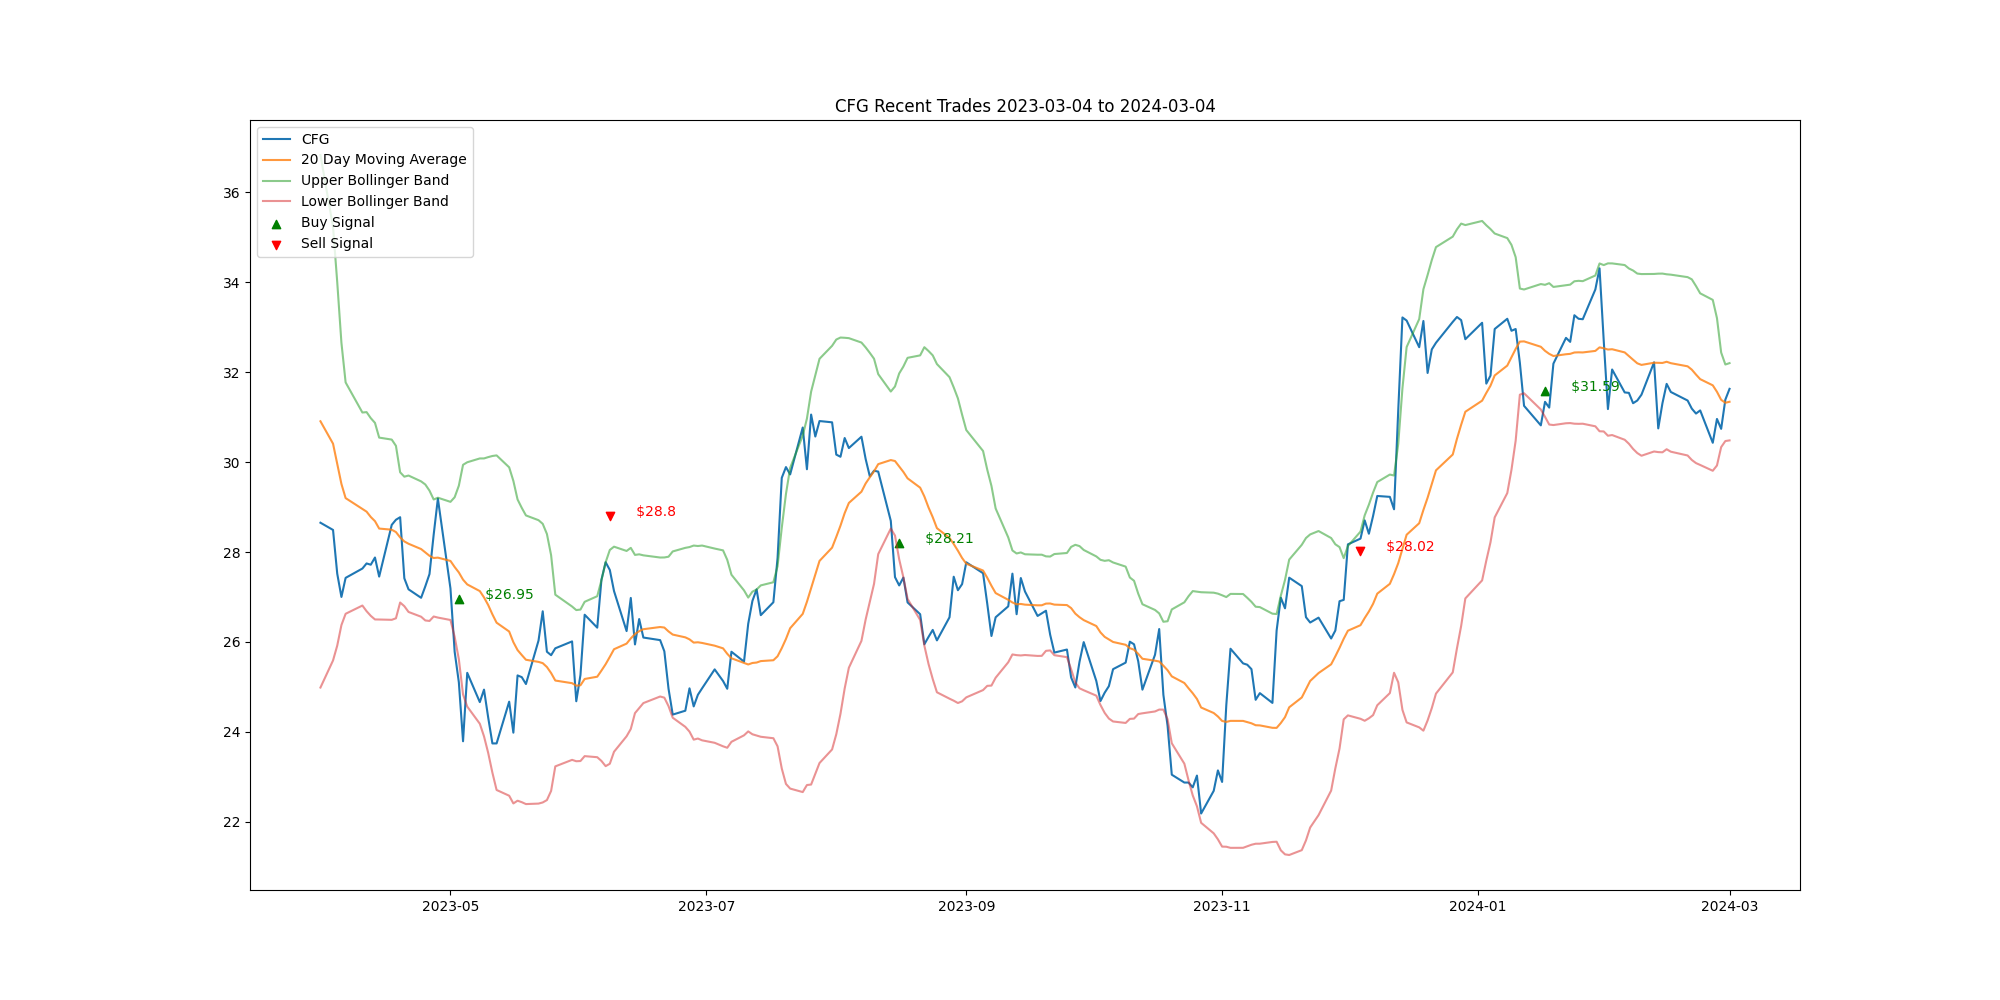 CFG Recent Trades 2023-03-04 to 2024-03-04
CFG
20 Day Moving Average
Upper Bollinger Band
Lower Bollinger Band
Buy Signal
Sell Signal
36
34
32
30
28
26
24
22
$26.95
$28.8
$28.21
$28.02
$31.59
2023-05
2023-07
2023-09
2023-11
2024-01
2024-03